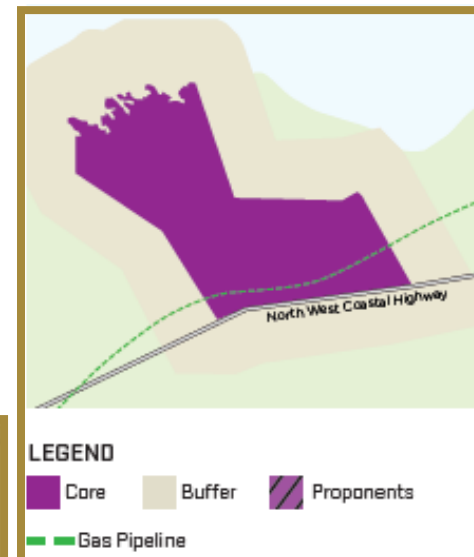 North West Coastal Highway
LEGEND
Core
Buffer
Proponents
Gas Pipeline